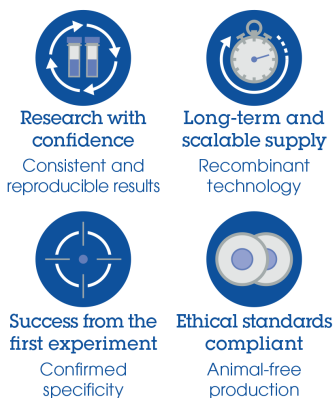 Research with
confidence
Consistent and
reproducible results
Long-term and
scalable supply
Recombinant
technology
Success from the
first experiment
Confirmed
specificity
Ethical standards
compliant
Animal-free
production